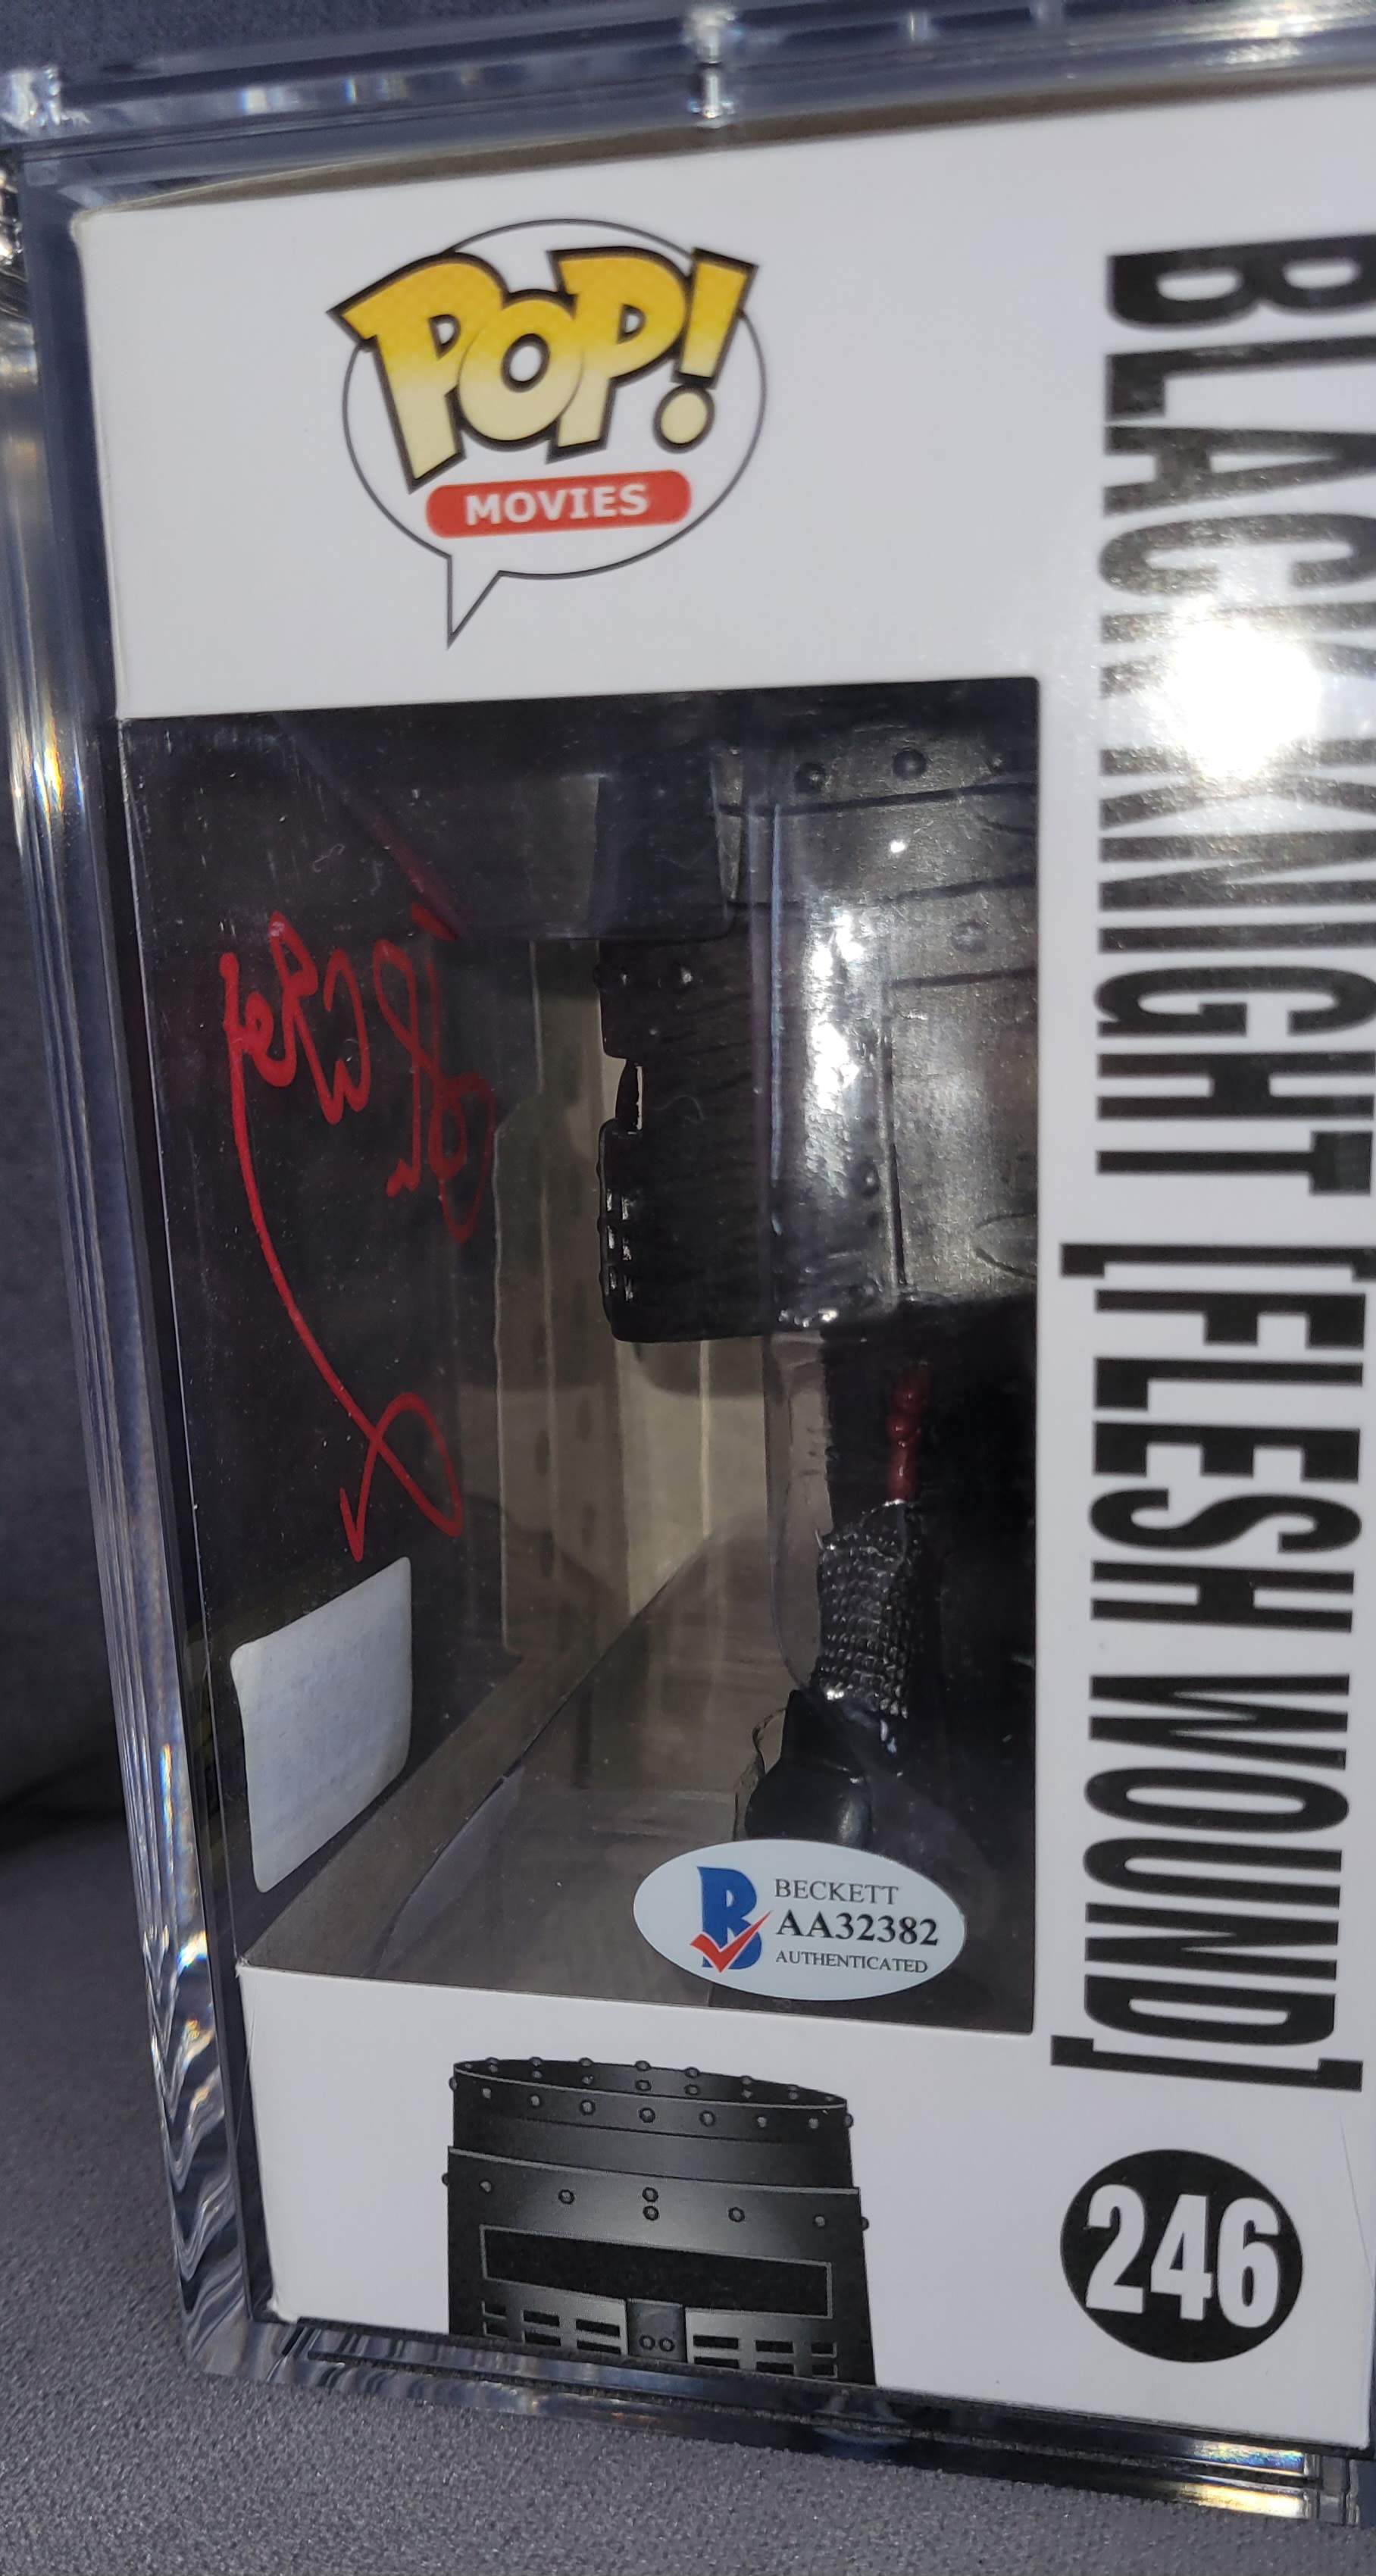 POP!
MOVIES
BLACK KNIGHT [FLESH WOUND]
BECKETT
AA32382
AUTHENTICATED
246